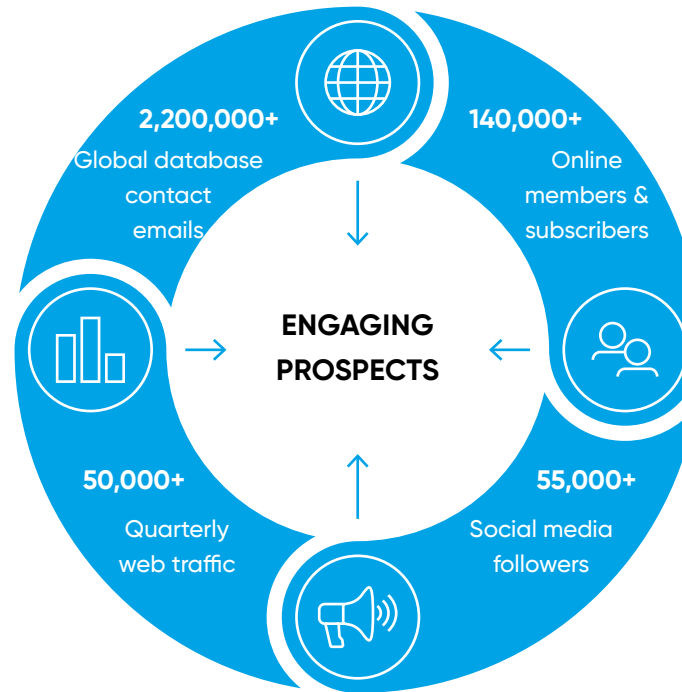 2,200,000+
Global database
contact
emails
140,000+
Online
members &
subscribers
ENGAGING
PROSPECTS
50,000+
Quarterly
web traffic
55,000+
Social media
followers